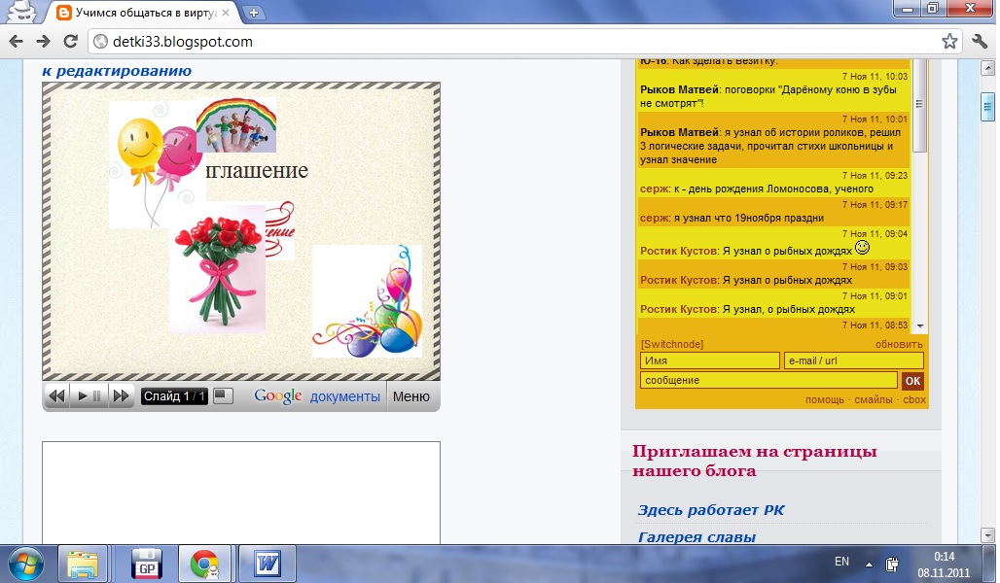 Учимся общаться в вирту
detki33.blogspot.com
к редактированию
иглашение
Слайд 1 / 1
Google документы
Меню
Ю-16: Как зделать везитку.
7 Ноя 11, 10:03
Рыков Матвей: поговорки "Дарёному коню в зубы
не смотрят"!
7 Ноя 11, 10:01
Рыков Матвей: я узнал об истории роликов, решил
3 логические задачи, прочитал стихи школьницы и
узнал значение
7 Ноя 11, 09:23
серж: к - день рождения Ломоносова, ученого
7 Ноя 11, 09:17
серж: я узнал что 19ноября праздни
7 Ноя 11, 09:04
Ростик Кустов: Я узнал о рыбных дождях
7 Ноя 11, 09:03
Ростик Кустов: Я узнал о рыбных дождях
7 Ноя 11, 09:01
Ростик Кустов: Я узнал, о рыбных дождях
7 Ноя 11, 08:53
[Switchnode] обновить
Имя e-mail / url
сообщение OK
помощь · смайлы · cbox
Приглашаем на страницы
нашего блога
Здесь работает РК
Галерея славы
GP
W
EN
0:14
08.11.2011